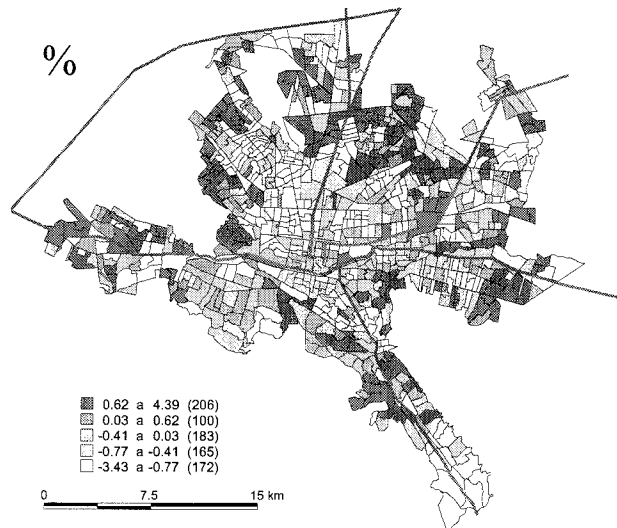 %
0.62 a 4.39 (206)
0.03 a 0.62 (100)
-0.41 a 0.03 (183)
-0.77 a -0.41 (165)
-3.43 a -0.77 (172)
0 7.5 15 km